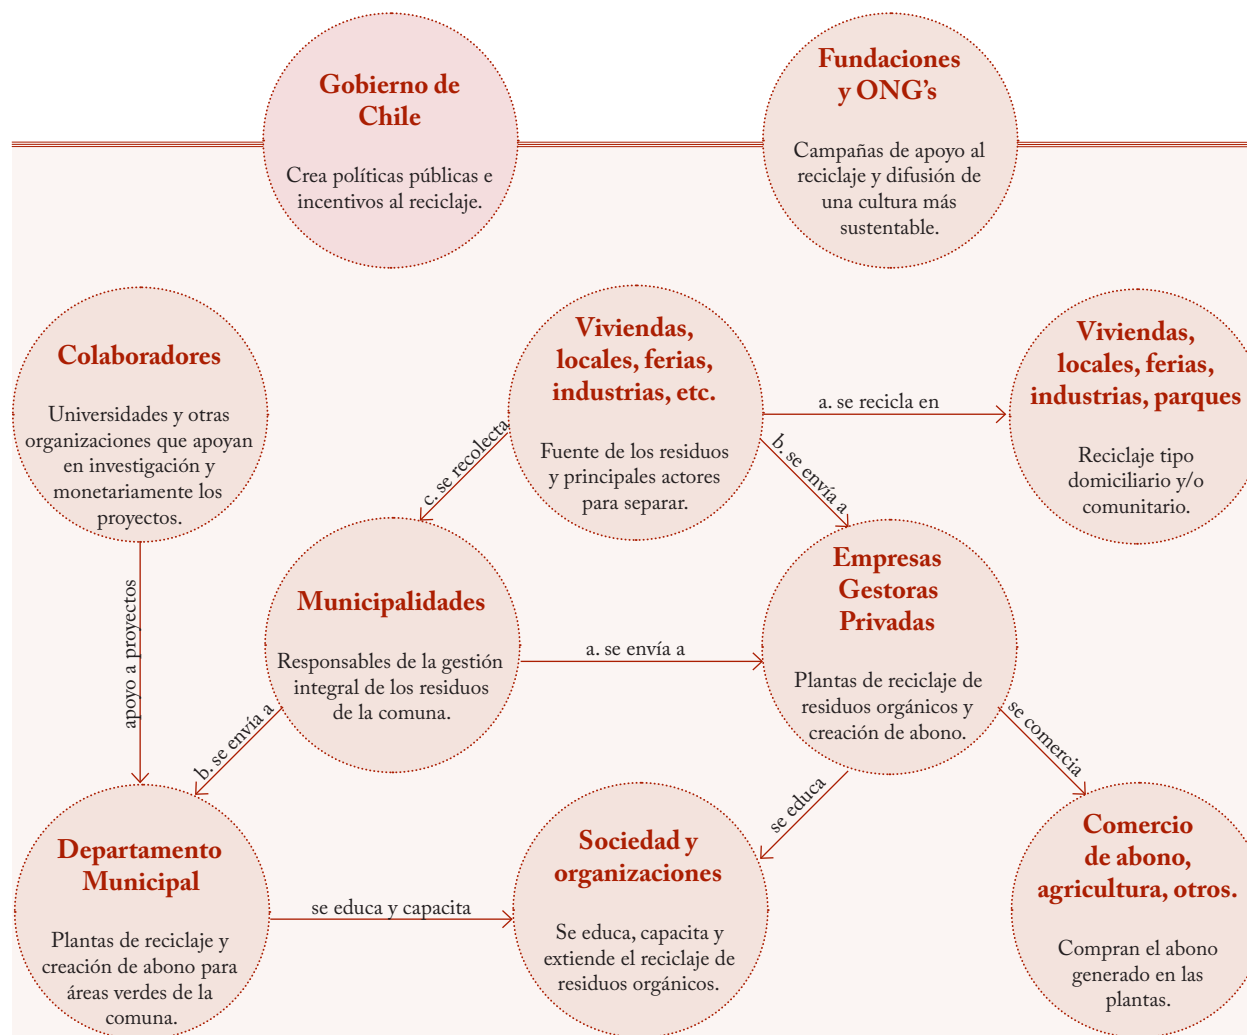 Gobierno de
Chile
Crea políticas públicas e
incentivos al reciclaje.
Fundaciones
y ONG's
Campañas de apoyo al
reciclaje y difusión de
una cultura más
sustentable.
Colaboradores
Universidades y otras
organizaciones que apoyan
en investigación y
monetariamente los
proyectos.
Viviendas,
locales, ferias,
industrias, etc.
Fuente de los residuos
y principales actores
para separar.
a. se recicla en
Viviendas,
locales, ferias,
industrias, parques
Reciclaje tipo
domiciliario y/o
comunitario.
c. se recolecta
b. se envía a
apoyo a proyectos
Municipalidades
Responsables de la gestión
integral de los residuos
de la comuna.
a. se envía a
Empresas
Gestoras
Privadas
Plantas de reciclaje de
residuos orgánicos y
creación de abono.
b. se envía a
se educa
se comercia
Departamento
Municipal
Plantas de reciclaje y
creación de abono para
áreas verdes de la
comuna.
se educa y capacita
Sociedad y
organizaciones
Se educa, capacita y
extiende el reciclaje de
residuos orgánicos.
Comercio
de abono,
agricultura, otros.
Compran el abono
generado en las
plantas.